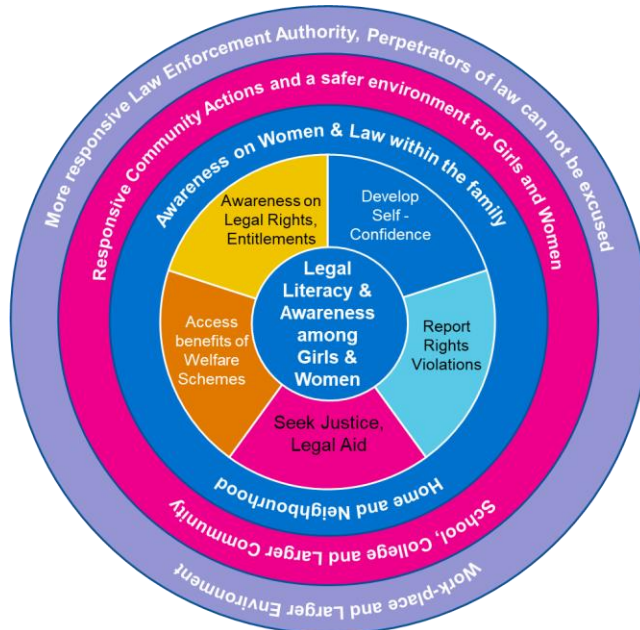 More responsive Law Enforcement Authority, Perpetrators of law can not be excused
Responsive Community Actions and a safer environment for Girls and Women
Awareness on Women & Law within the family
Awareness on
Legal Rights,
Entitlements
Develop
Self -
Confidence
Legal
Literacy &
Awareness
among
Girls &
Women
Access
benefits of
Welfare
Schemes
Report
Rights
Violations
Seek Justice,
Legal Aid
Home and Neighbourhood
School, College and Larger Community
Work-place and Larger Environment